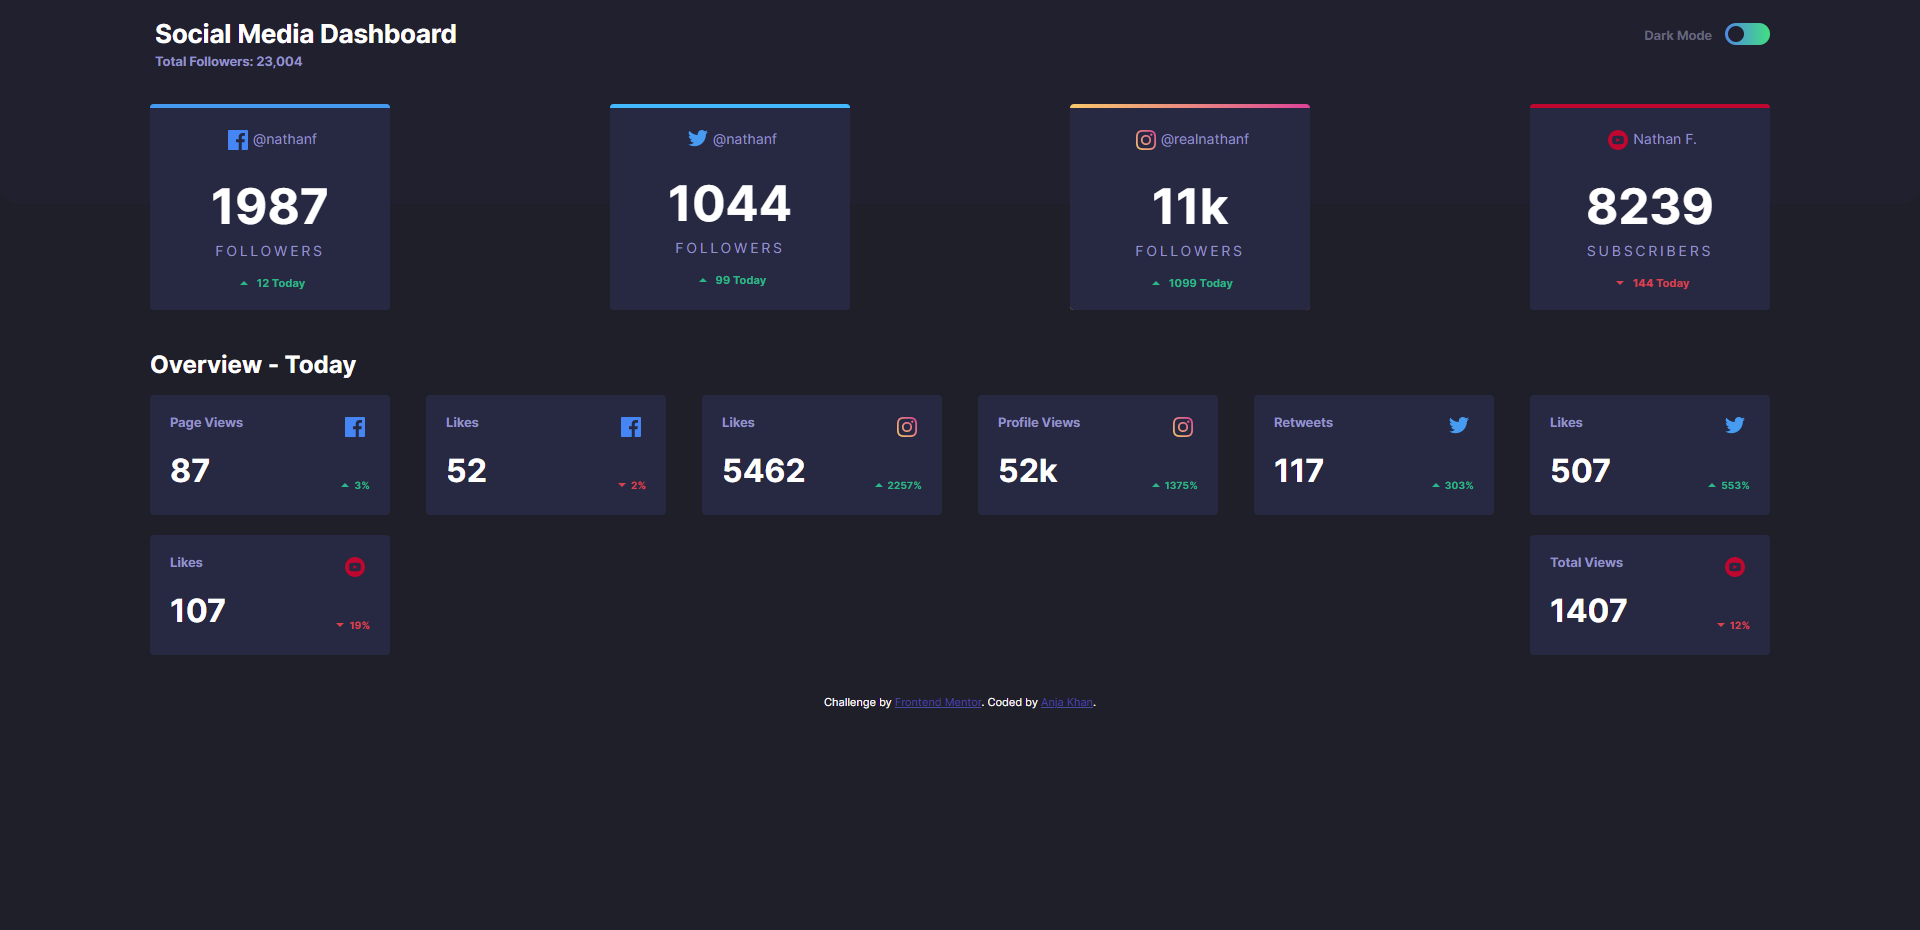 Social Media Dashboard
Total Followers: 23,004
Dark Mode
@nathanf
1987
FOLLOWERS
12 Today
@nathanf
1044
FOLLOWERS
99 Today
@realnathanf
11k
FOLLOWERS
1099 Today
Nathan F.
8239
SUBSCRIBERS
144 Today
Overview - Today
Page Views
87
3%
Likes
52
2%
Likes
5462
2257%
Profile Views
52k
1375%
Retweets
117
303%
Likes
507
553%
Likes
107
19%
Total Views
1407
12%
Challenge by Frontend Mentor. Coded by Anja Khan.